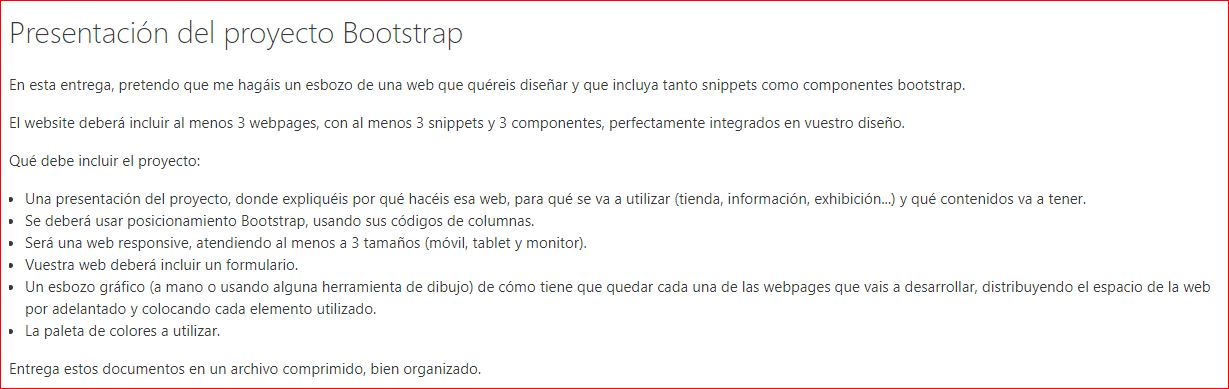 Presentación del proyecto Bootstrap
En esta entrega, pretendo que me hagáis un esbozo de una web que quéreis diseñar y que incluya tanto snippets como componentes bootstrap.
El website deberá incluir al menos 3 webpages, con al menos 3 snippets y 3 componentes, perfectamente integrados en vuestro diseño.
Qué debe incluir el proyecto:
• Una presentación del proyecto, donde expliquéis por qué hacéis esa web, para qué se va a utilizar (tienda, información, exhibición...) y qué contenidos va a tener.
• Se deberá usar posicionamiento Bootstrap, usando sus códigos de columnas.
• Será una web responsive, atendiendo al menos a 3 tamaños (móvil, tablet y monitor).
• Vuestra web deberá incluir un formulario.
• Un esbozo gráfico (a mano o usando alguna herramienta de dibujo) de cómo tiene que quedar cada una de las webpages que vais a desarrollar, distribuyendo el espacio de la web
por adelantado y colocando cada elemento utilizado.
• La paleta de colores a utilizar.
Entrega estos documentos en un archivo comprimido, bien organizado.